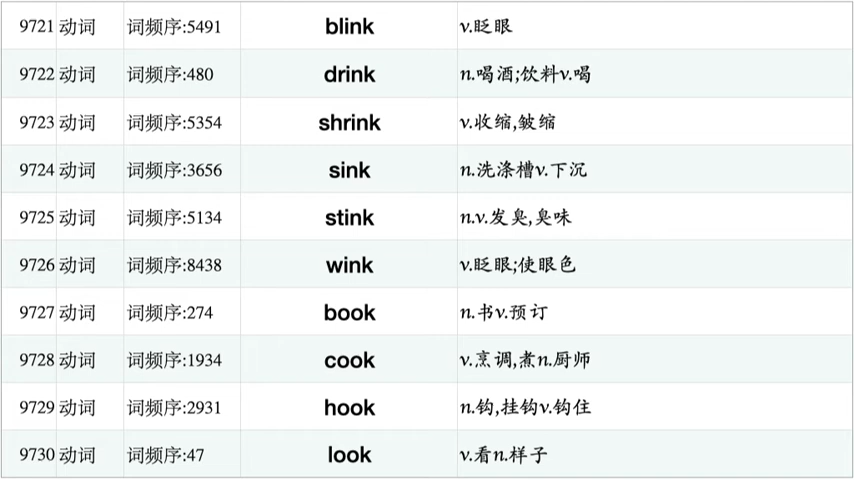 9721 动词 词频序:5491 blink v.眨眼
9722 动词 词频序:480 drink n.喝酒;饮料v.喝
9723 动词 词频序:5354 shrink v.收缩,皱缩
9724 动词 词频序:3656 sink n.洗涤槽v.下沉
9725 动词 词频序:5134 stink n.v.发臭,臭味
9726 动词 词频序:8438 wink v.眨眼;使眼色
9727 动词 词频序:274 book n.书v.预订
9728 动词 词频序:1934 cook v.烹调,煮n.厨师
9729 动词 词频序:2931 hook n.钩,挂钩v.钩住
9730 动词 词频序:47 look v.看n.样子